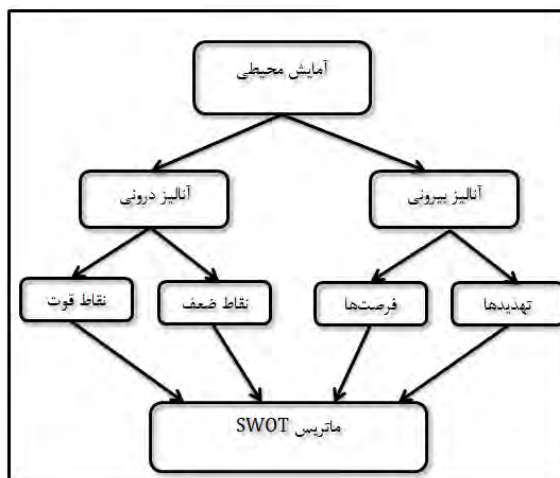 آمایش محیطی
آنالیز بیرونی
آنالیز درونی
تهدیدها
فرصت‌ها
نقاط ضعف
نقاط قوت
ماتریس SWOT